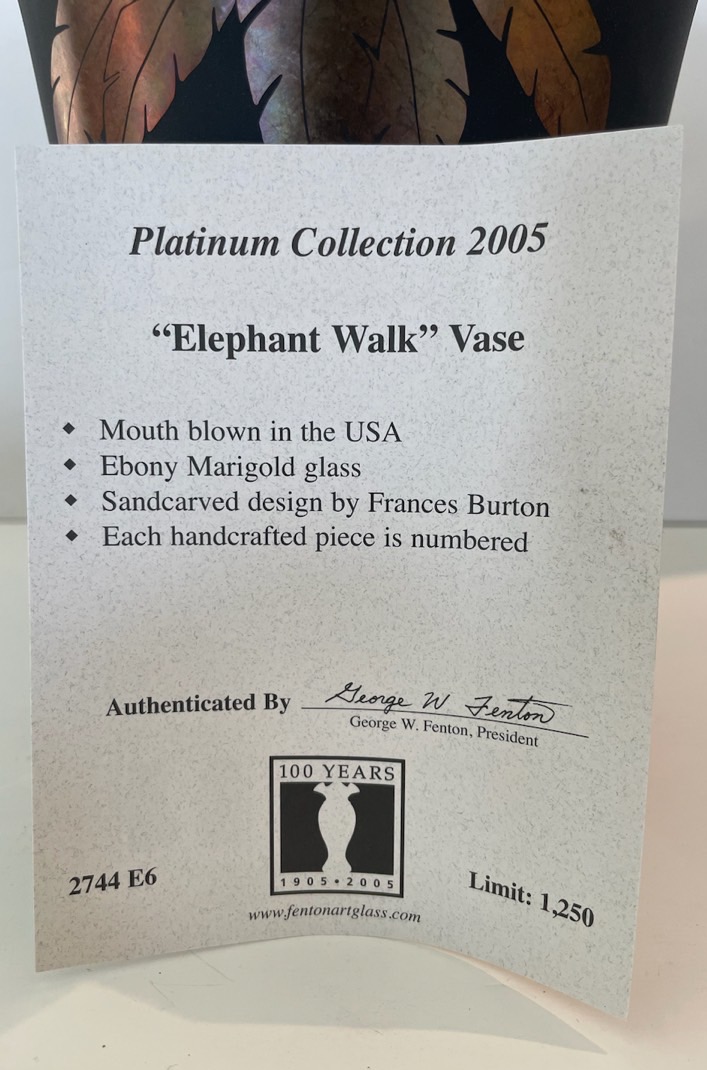 Platinum Collection 2005
“Elephant Walk” Vase
◆ Mouth blown in the USA
◆ Ebony Marigold glass
◆ Sandcarved design by Frances Burton
◆ Each handcrafted piece is numbered
Authenticated By George W Fenton
George W. Fenton, President
100 YEARS
1905•2005
2744 E6
Limit: 1,250
www.fentonartglass.com